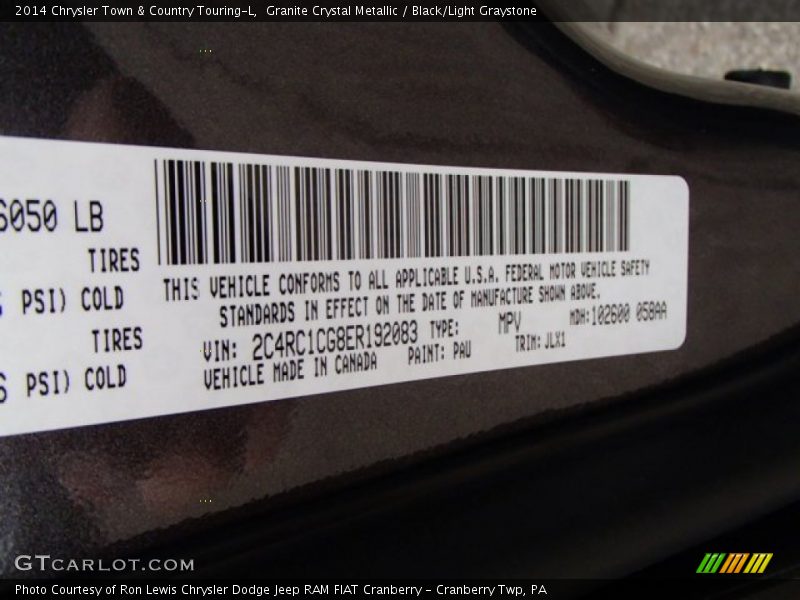 2014 Chrysler Town & Country Touring-L,  Granite Crystal Metallic / Black/Light Graystone
6050 LB
TIRES
PSI) COLD
TIRES
PSI) COLD
THIS VEHICLE CONFORMS TO ALL APPLICABLE U.S.A. FEDERAL MOTOR VEHICLE SAFETY
STANDARDS IN EFFECT ON THE DATE OF MANUFACTURE SHOWN ABOVE.
VIN: 2C4RC1CG8ER192083 TYPE: MPV MDH:102600 058AA
VEHICLE MADE IN CANADA PAINT: PAU TRIM: JLX1
GTCARLOT.COM
Photo Courtesy of Ron Lewis Chrysler Dodge Jeep RAM FIAT Cranberry - Cranberry Twp, PA